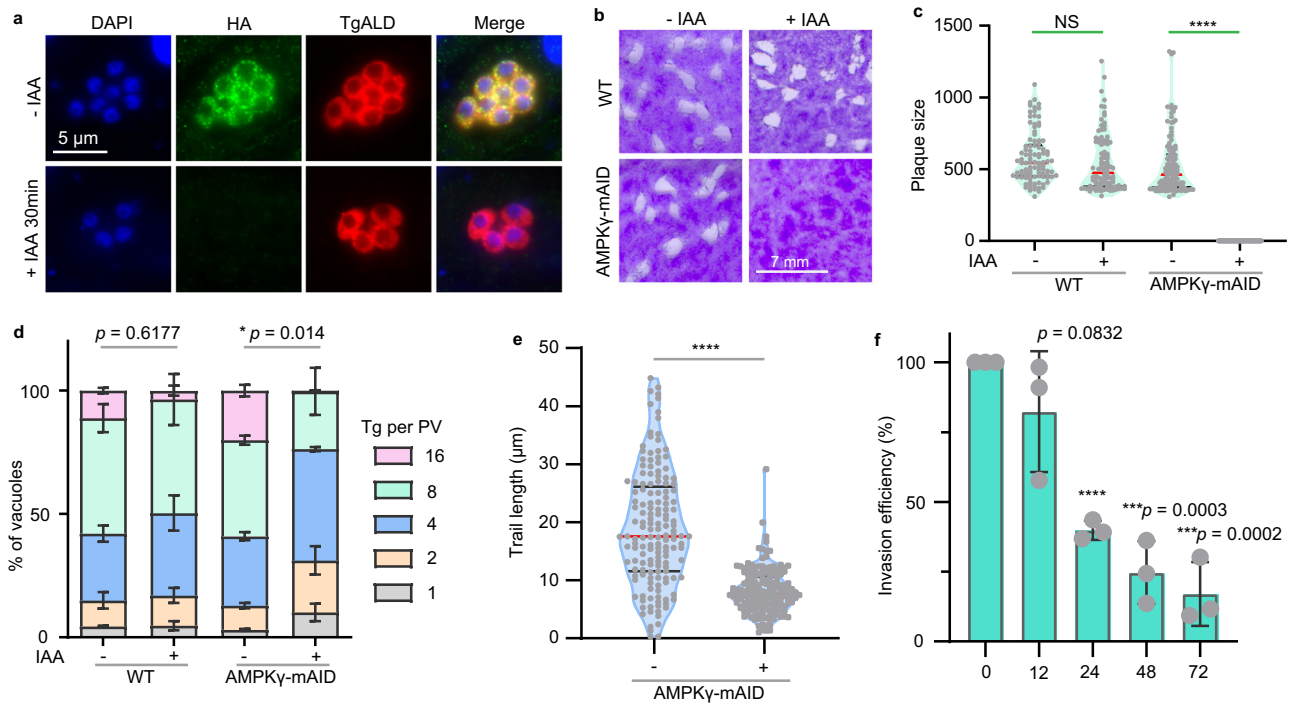 a
DAPI HA TgALD Merge
- IAA
5 µm
+ IAA 30min
b
- IAA + IAA
WT
AMPKγ-mAID
7 mm
c
NS ****
Plaque size
1500
1000
500
0
IAA - + - +
WT AMPKγ-mAID
d
p = 0.6177 * p = 0.014
% of vacuoles
100
50
0
IAA - + - +
WT AMPKγ-mAID
Tg per PV
16
8
4
2
1
e
****
Trail length (µm)
50
40
30
20
10
0
- +
AMPKγ-mAID
f
p = 0.0832
Invasion efficiency (%)
100
50
0
****
***p = 0.0003
***p = 0.0002
0 12 24 48 72